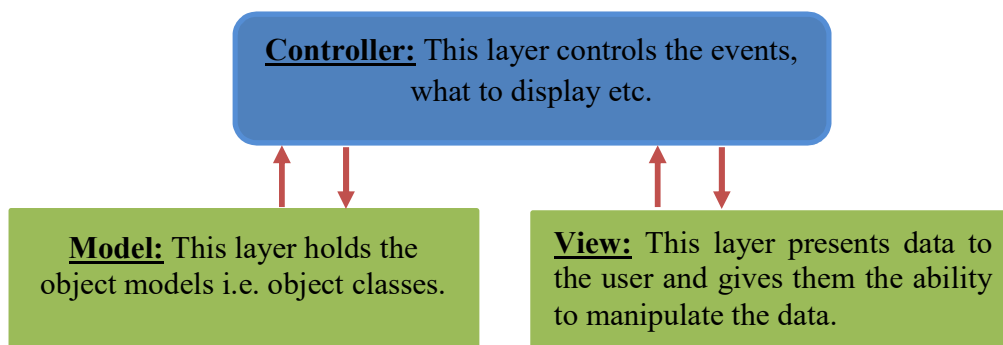 Controller: This layer controls the events,
what to display etc.
Model: This layer holds the
object models i.e. object classes.
View: This layer presents data to
the user and gives them the ability
to manipulate the data.